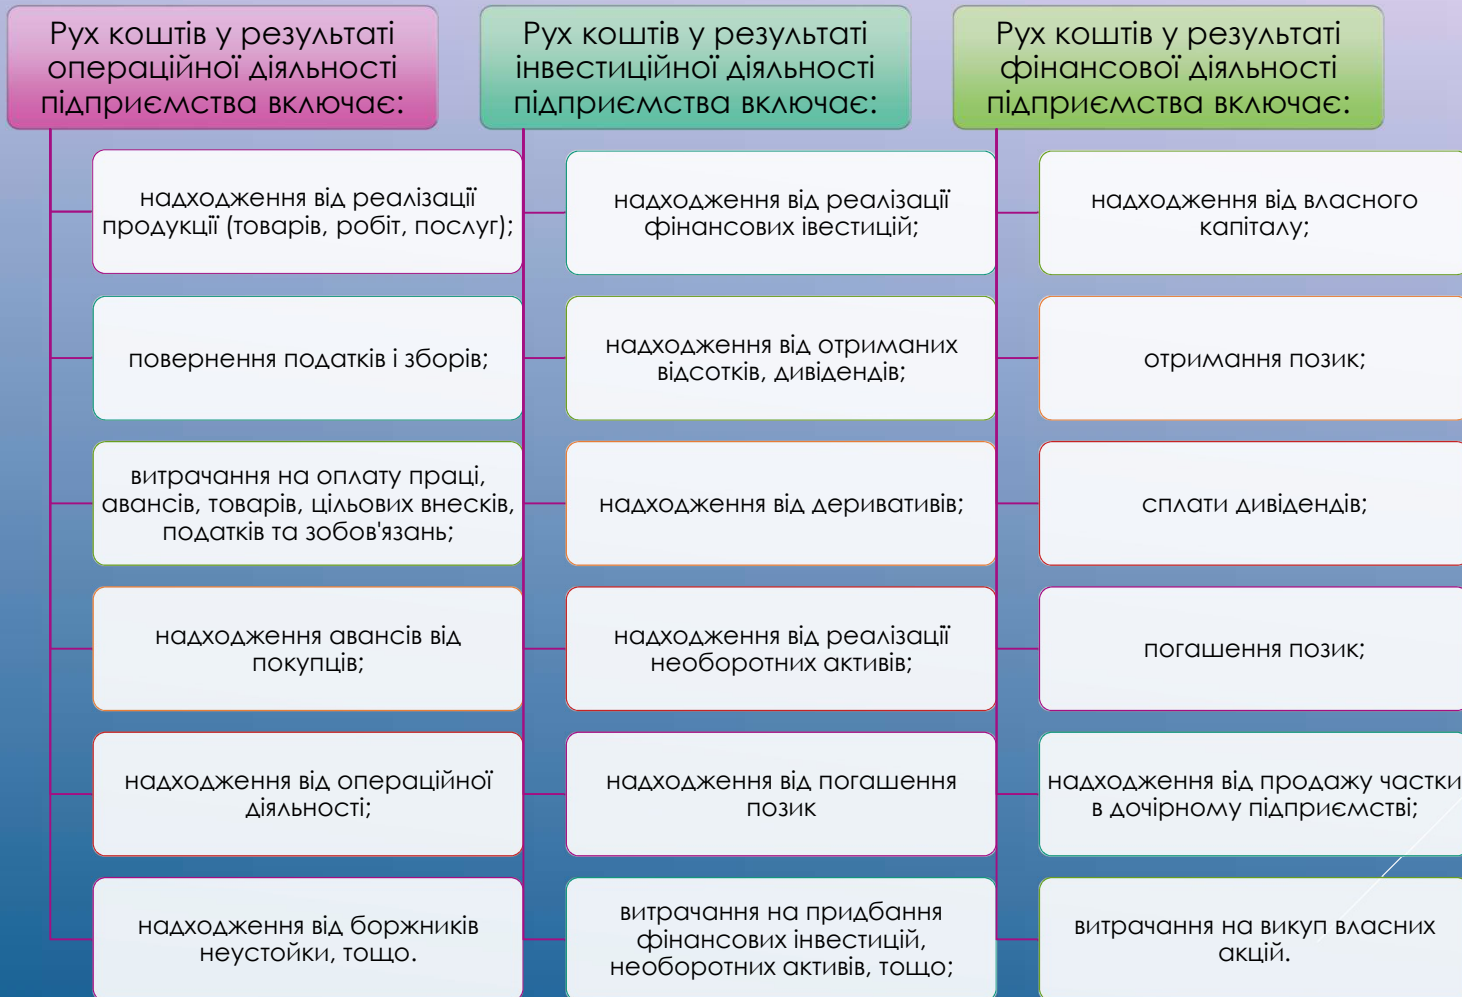 Рух коштів у результаті
операційної діяльності
підприємства включає:
надходження від реалізації
продукції (товарів, робіт, послуг);
повернення податків і зборів;
витрачання на оплату праці,
авансів, товарів, цільових внесків,
податків та зобов'язань;
надходження авансів від
покупців;
надходження від операційної
діяльності;
надходження від боржників
неустойки, тощо.
Рух коштів у результаті
інвестиційної діяльності
підприємства включає:
надходження від реалізації
фінансових івестицій;
надходження від отриманих
відсотків, дивідендів;
надходження від деривативів;
надходження від реалізації
необоротних активів;
надходження від погашення
позик
витрачання на придбання
фінансових інвестицій,
необоротних активів, тощо;
Рух коштів у результаті
фінансової діяльності
підприємства включає:
надходження від власного
капіталу;
отримання позик;
сплати дивідендів;
погашення позик;
надходження від продажу частки
в дочірному підприємстві;
витрачання на викуп власних
акцій.